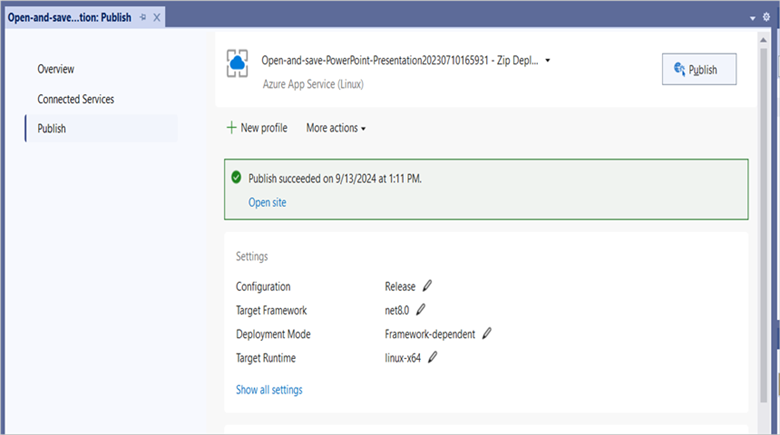 Open-and-save...tion: Publish
Overview
Connected Services
Publish
Open-and-save-PowerPoint-Presentation20230710165931 - Zip Depl...
Azure App Service (Linux)
Publish
New profile
More actions
Publish succeeded on 9/13/2024 at 1:11 PM.
Open site
Settings
Configuration Release
Target Framework net8.0
Deployment Mode Framework-dependent
Target Runtime linux-x64
Show all settings